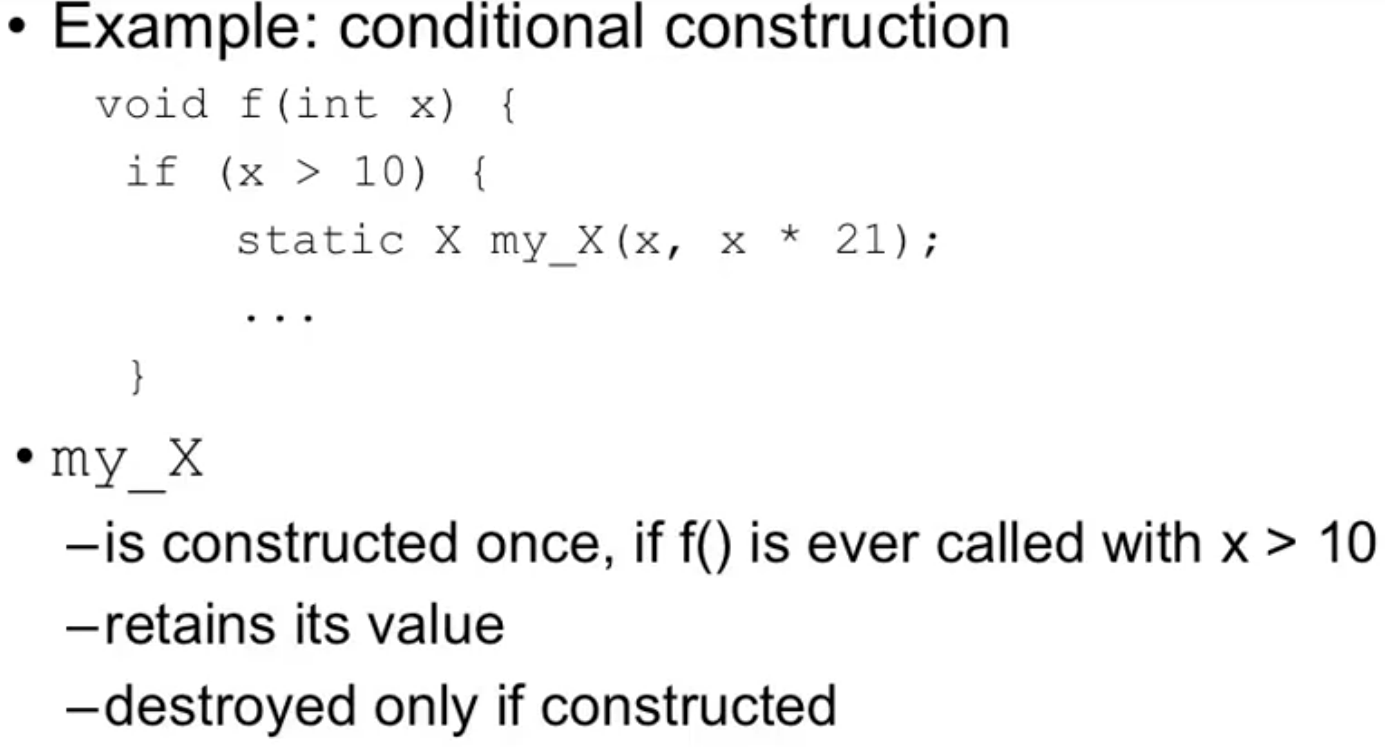 • Example: conditional construction
void f(int x) {
if (x > 10) {
static X my_X(x, x * 21);
...
}
• my_X
–is constructed once, if f() is ever called with x > 10
–retains its value
–destroyed only if constructed